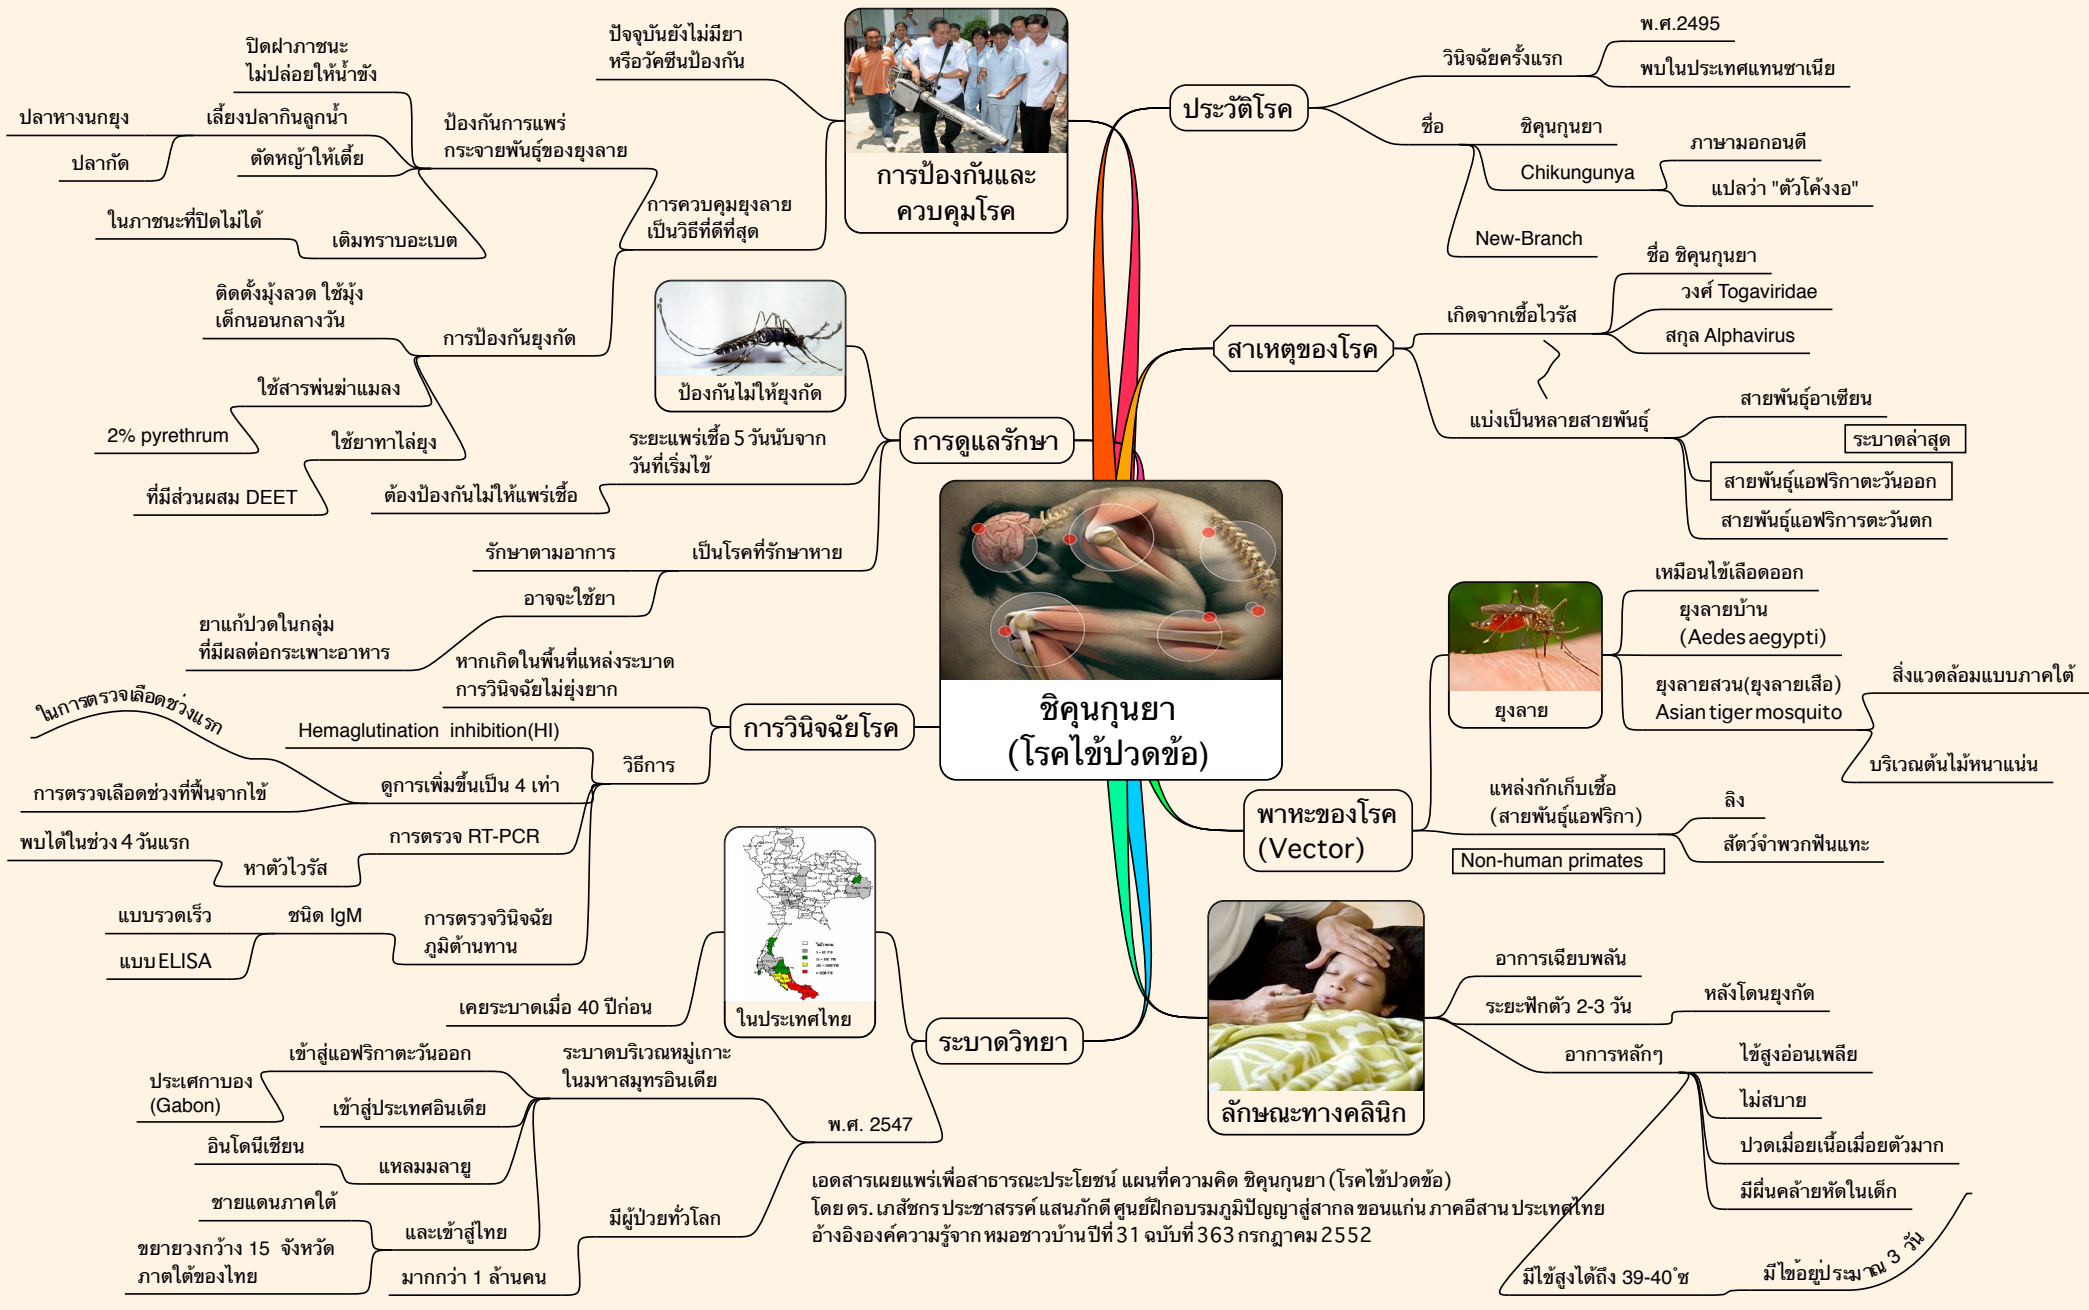 ชิคุนกุนยา
(โรคไข้ปวดข้อ)
ประวัติโรค
วินิจฉัยครั้งแรก
พ.ศ.2495
พบในประเทศแทนซาเนีย
ชื่อ
ชิคุนกุนยา
Chikungunya
ภาษามอกอนดี
แปลว่า "ตัวโค้งงอ"
New-Branch
สาเหตุของโรค
เกิดจากเชื้อไวรัส
ชื่อ ชิคุนกุนยา
วงศ์ Togaviridae
สกุล Alphavirus
แบ่งเป็นหลายสายพันธุ์
สายพันธุ์อาเซียน
ระบาดล่าสุด
สายพันธุ์แอฟริกาตะวันออก
สายพันธุ์แอฟริการตะวันตก
พาหะของโรค
(Vector)
ยุงลาย
เหมือนไข้เลือดออก
ยุงลายบ้าน
(Aedes aegypti)
ยุงลายสวน(ยุงลายเสือ)
Asian tiger mosquito
สิ่งแวดล้อมแบบภาคใต้
บริเวณต้นไม้หนาแน่น
แหล่งกักเก็บเชื้อ
(สายพันธุ์แอฟริกา)
ลิง
สัตว์จำพวกฟันแทะ
Non-human primates
ลักษณะทางคลินิก
อาการเฉียบพลัน
ระยะฟักตัว 2-3 วัน
หลังโดนยุงกัด
อาการหลักๆ
ไข้สูงอ่อนเพลีย
ไม่สบาย
ปวดเมื่อยเนื้อเมื่อยตัวมาก
มีผื่นคล้ายหัดในเด็ก
มีไข้สูงได้ถึง 39-40 ํซ
มีไข้อยู่ประมาณ 3 วัน
การป้องกันและ
ควบคุมโรค
ปัจจุบันยังไม่มียา
หรือวัคซีนป้องกัน
การควบคุมยุงลาย
เป็นวิธีที่ดีที่สุด
ป้องกันการแพร่
กระจายพันธุ์ของยุงลาย
ปิดฝาภาชนะ
ไม่ปล่อยให้น้ำขัง
เลี้ยงปลากินลูกน้ำ
ปลาหางนกยุง
ปลากัด
ตัดหญ้าให้เตี้ย
เติมทราบอะเบต
ในภาชนะที่ปิดไม่ได้
การป้องกันยุงกัด
ติดตั้งมุ้งลวด ใช้มุ้ง
เด็กนอนกลางวัน
ใช้สารพ่นฆ่าแมลง
2% pyrethrum
ใช้ยาทาไล่ยุง
ที่มีส่วนผสม DEET
การดูแลรักษา
ป้องกันไม่ให้ยุงกัด
ระยะแพร่เชื้อ 5 วันนับจาก
วันที่เริ่มไข้
ต้องป้องกันไม่ให้แพร่เชื้อ
เป็นโรคที่รักษาหาย
รักษาตามอาการ
อาจจะใช้ยา
ยาแก้ปวดในกลุ่ม
ที่มีผลต่อกระเพาะอาหาร
การวินิจฉัยโรค
หากเกิดในพื้นที่แหล่งระบาด
การวินิจฉัยไม่ยุ่งยาก
วิธีการ
Hemaglutination inhibition(HI)
ดูการเพิ่มขึ้นเป็น 4 เท่า
ในการตรวจเลือดช่วงแรก
การตรวจเลือดช่วงที่ฟื้นจากไข้
การตรวจ RT-PCR
หาตัวไวรัส
พบได้ในช่วง 4 วันแรก
การตรวจวินิจฉัย
ภูมิต้านทาน
ชนิด IgM
แบบรวดเร็ว
แบบ ELISA
ระบาดวิทยา
ในประเทศไทย
เคยระบาดเมื่อ 40 ปีก่อน
พ.ศ. 2547
ระบาดบริเวณหมู่เกาะ
ในมหาสมุทรอินเดีย
เข้าสู่แอฟริกาตะวันออก
ประเศกาบอง
(Gabon)
เข้าสู่ประเทศอินเดีย
แหลมมลายู
อินโดนีเชียน
และเข้าสู่ไทย
ชายแดนภาคใต้
ขยายวงกว้าง 15 จังหวัด
ภาตใต้ของไทย
มีผู้ป่วยทั่วโลก
มากกว่า 1 ล้านคน
เอดสารเผยแพร่เพื่อสาธารณะประโยชน์ แผนที่ความคิด ชิคุนกุนยา (โรคไข้ปวดข้อ)
โดย ดร. เภสัชกร ประชาสรรค์ แสนภักดี ศูนย์ฝึกอบรมภูมิปัญญาสู่สากล ขอนแก่น ภาคอีสาน ประเทศไทย
อ้างอิงองค์ความรู้จาก หมอชาวบ้าน ปีที่ 31 ฉบับที่ 363 กรกฎาคม 2552